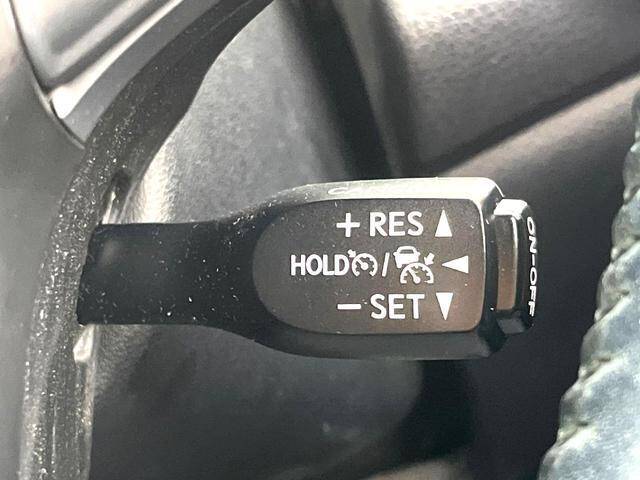 + RES ▲
HOLD / ◀
− SET ▼
ON-OFF